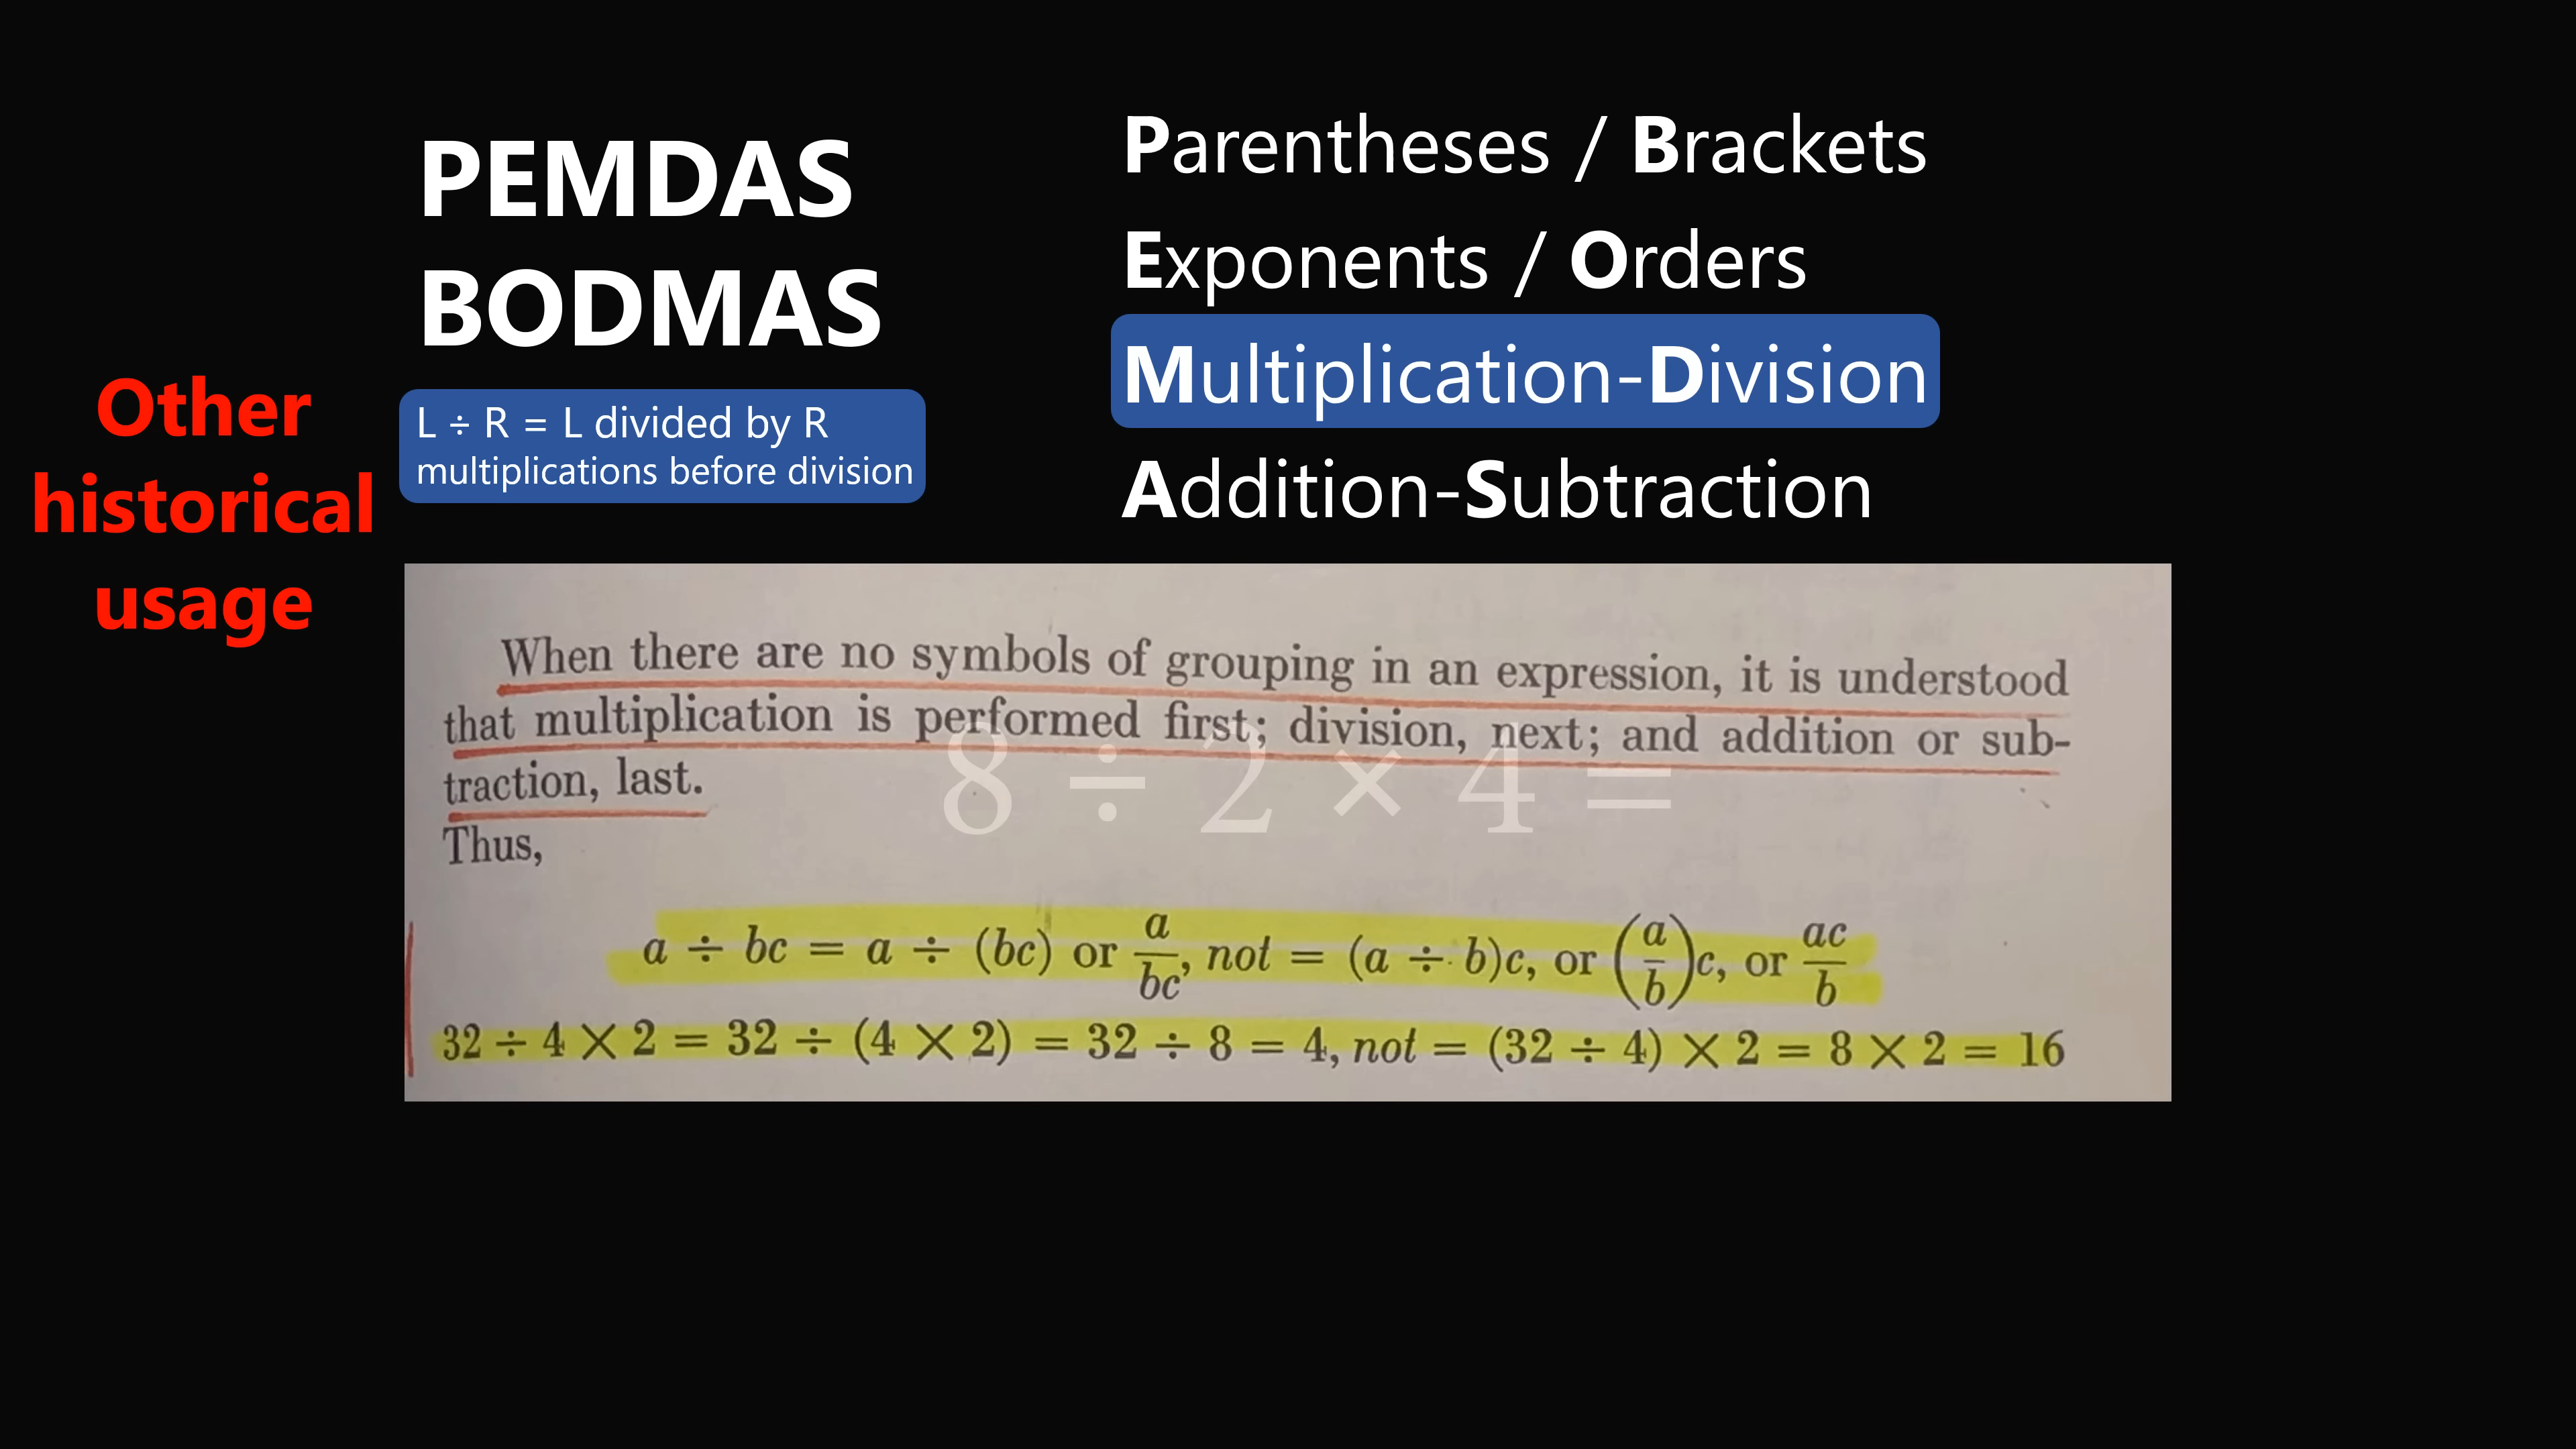 PEMDAS
BODMAS
Parentheses / Brackets
Exponents / Orders
Multiplication-Division
Addition-Subtraction
Other
historical
usage
L ÷ R = L divided by R
multiplications before division
When there are no symbols of grouping in an expression, it is understood
that multiplication is performed first; division, next; and addition or sub-
traction, last.
8 ÷ 2 × 4 =
Thus,
a ÷ bc = a ÷ (bc) or a/bc, not = (a ÷ b)c, or (a/b)c, or ac/b
32 ÷ 4 × 2 = 32 ÷ (4 × 2) = 32 ÷ 8 = 4, not = (32 ÷ 4) × 2 = 8 × 2 = 16